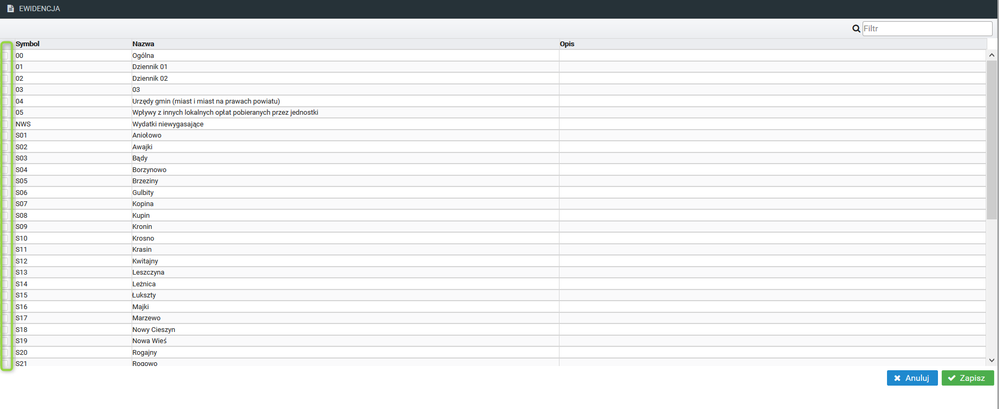 EWIDENCJA
Filtr
Symbol Nazwa Opis
00 Ogólna
01 Dziennik 01
02 Dziennik 02
03 03
04 Urzędy gmin (miast i miast na prawach powiatu)
05 Wpływy z innych lokalnych opłat pobieranych przez jednostki
NWS Wydatki niewygasające
S01 Aniołowo
S02 Awajki
S03 Bądy
S04 Borzynowo
S05 Brzeziny
S06 Gulbity
S07 Kopina
S08 Kupin
S09 Kronin
S10 Krosno
S11 Krasin
S12 Kwitajny
S13 Leszczyna
S14 Leżnica
S15 Łukszty
S16 Majki
S17 Marzewo
S18 Nowy Cieszyn
S19 Nowa Wieś
S20 Rogajny
S21 Rogowo
Anuluj Zapisz